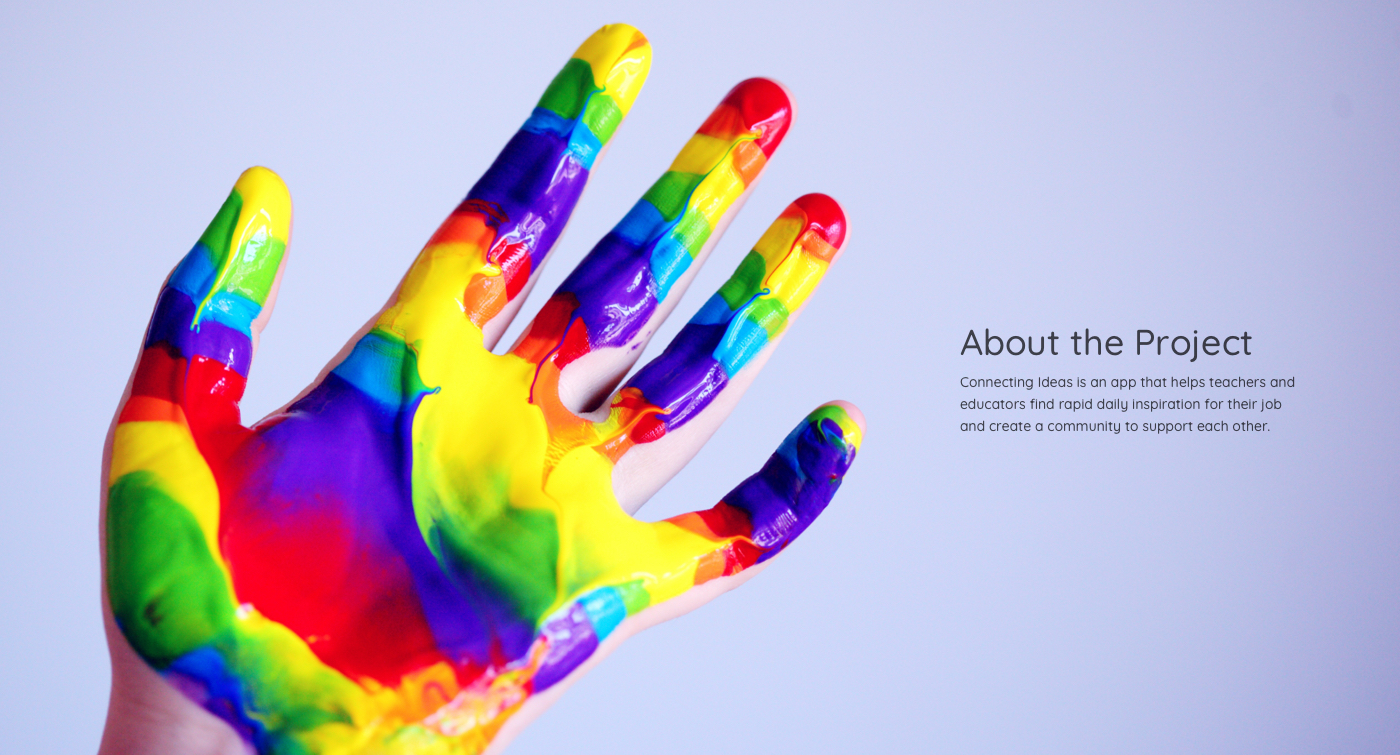 About the Project
Connecting Ideas is an app that helps teachers and
educators find rapid daily inspiration for their job
and create a community to support each other.